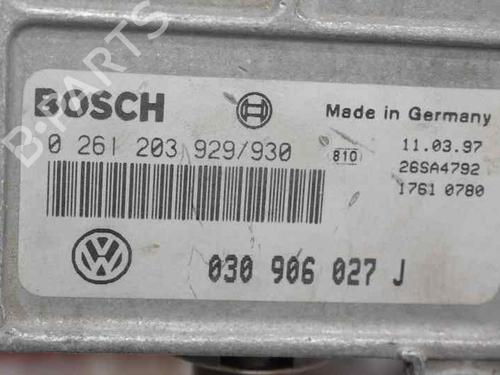 B-PARTS
BOSCH
Made in Germany
0 261 203 929/930
810
11.03.97
26SA4792
1761 0780
030 906 027 J